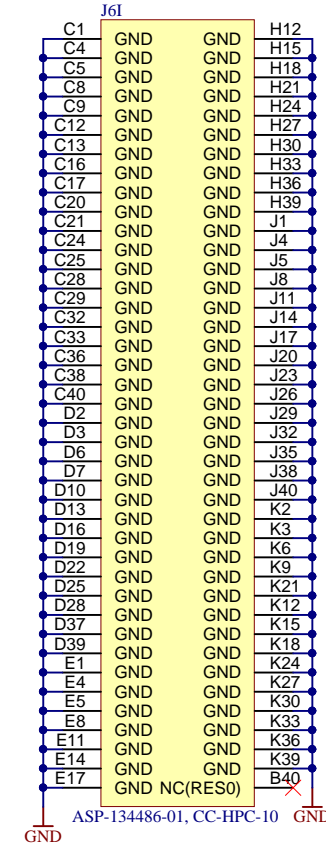 J6I
C1 GND GND H12
C4 GND GND H15
C5 GND GND H18
C8 GND GND H21
C9 GND GND H24
C12 GND GND H27
C13 GND GND H30
C16 GND GND H33
C17 GND GND H36
C20 GND GND H39
C21 GND GND J1
C24 GND GND J4
C25 GND GND J5
C28 GND GND J8
C29 GND GND J11
C32 GND GND J14
C33 GND GND J17
C36 GND GND J20
C38 GND GND J23
C40 GND GND J26
D2 GND GND J29
D3 GND GND J32
D6 GND GND J35
D7 GND GND J38
D10 GND GND J40
D13 GND GND K2
D16 GND GND K3
D19 GND GND K6
D22 GND GND K9
D25 GND GND K21
D28 GND GND K12
D37 GND GND K15
D39 GND GND K18
E1 GND GND K24
E4 GND GND K27
E5 GND GND K30
E8 GND GND K33
E11 GND GND K36
E14 GND GND K39
E17 GND NC(RES0) B40
ASP-134486-01, CC-HPC-10 GND
GND